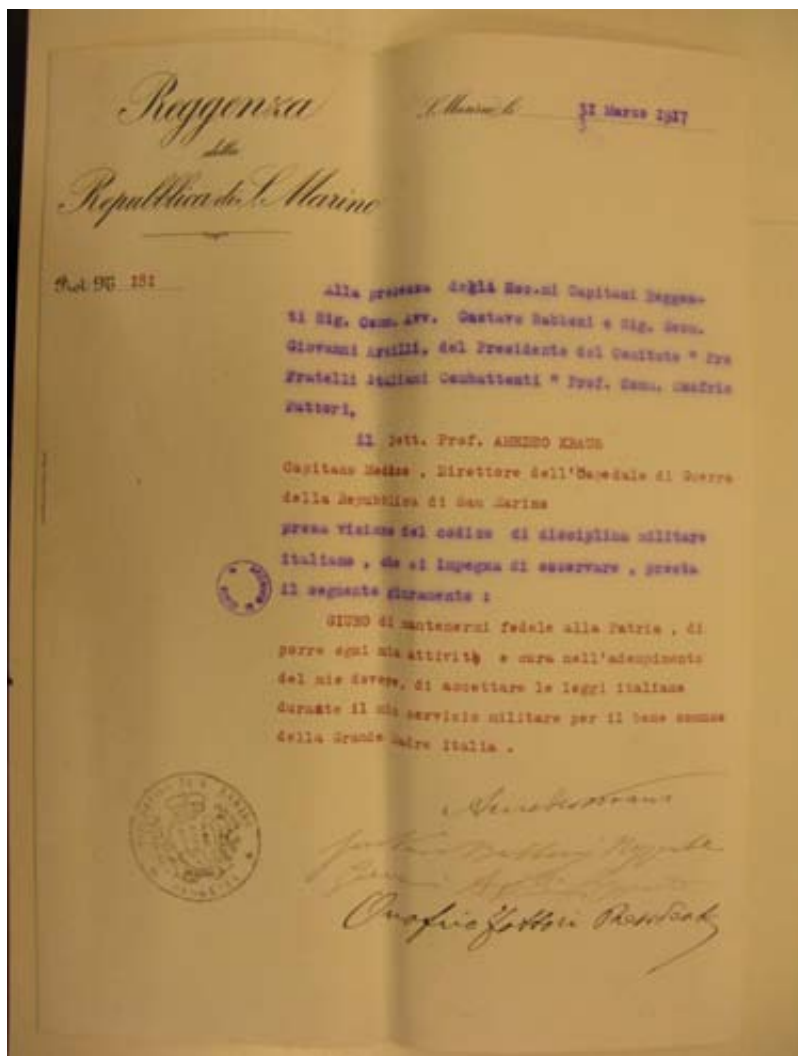 Reggenza
della
Repubblica di S. Marino
S. Marino li 31 Marzo 1917
Prot. N. 181
Alla presenza degli Ecc.mi Capitani Reggen-
ti Sig. Comm. Avv. Gustavo Babboni e Sig. Comm.
Giovanni Arzilli, del Presidente del Comitato " Pro
Fratelli Italiani Combattenti " Prof. Comm. Onofrio
Fattori,
il Dott. Prof. AMEDEO KRAUS
Capitano Medico , Direttore dell'Ospedale di Guerra
della Repubblica di San Marino
presa visione del codice di disciplina militare
italiano , che si impegna di osservare , presta
il seguente giuramento :
GIURO di mantenermi fedele alla Patria , di
porre ogni mia attività e cura nell'adempimento
del mio dovere, di accettare le leggi italiane
durante il mio servizio militare per il bene comune
della Grande Madre Italia .
Amedeo Kraus
Onofrio Fattori Presidente